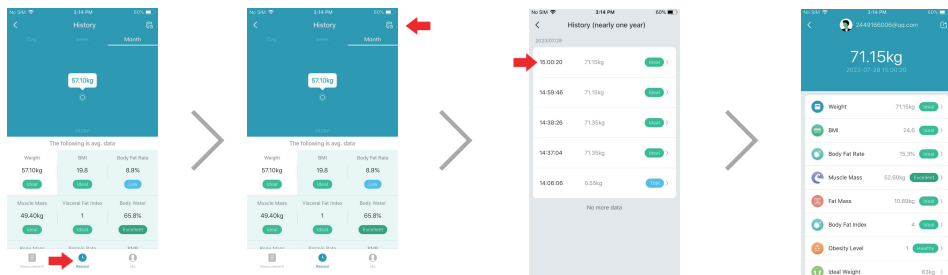 No SIM 3:14 PM 60%
History
Day Week Month
57.10kg
The following is avg. data
Weight BMI Body Fat Rate
57.10kg 19.8 8.9%
Ideal Ideal Low
Muscle Mass Visceral Fat Index Body Water
49.40kg 1 65.8%
Ideal Ideal Excellent
Measurement Record Me
No SIM 3:14 PM 60%
History
Day Week Month
57.10kg
The following is avg. data
Weight BMI Body Fat Rate
57.10kg 19.8 8.9%
Ideal Ideal Low
Muscle Mass Visceral Fat Index Body Water
49.40kg 1 65.8%
Ideal Ideal Excellent
Measurement Record Me
No SIM 3:14 PM 60%
History (nearly one year)
15:00:20 71.15kg Ideal
14:59:46 71.15kg Ideal
14:38:26 71.35kg Ideal
14:37:04 71.35kg Ideal
14:06:06 0.55kg Thin
No more data
No SIM 3:14 PM 60%
2449166006@qq.com
71.15kg
2023-07-28 15:00:20
Weight 71.15kg Ideal
BMI 24.6 Ideal
Body Fat Rate 15.3% Ideal
Muscle Mass 52.60kg Excellent
Fat Mass 10.89kg Ideal
Body Fat Index 4 Ideal
Obesity Level 1 Healthy
Ideal Weight 63kg